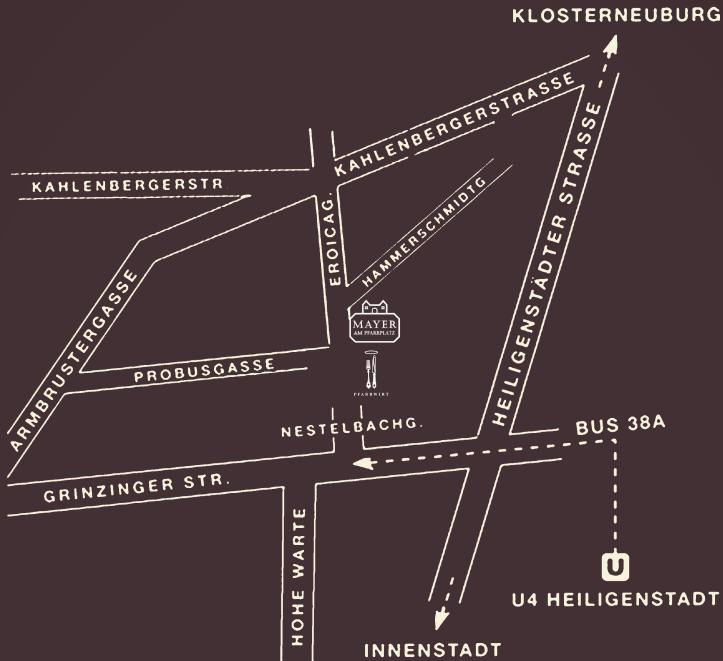 KLOSTERNEUBURG
KAHLENBERGERSTRASSE
KAHLENBERGERSTR.
HEILIGENSTÄDTER STRASSE
EROICAG.
HAMMERSCHMIDTG
MAYER
AM PFARRPLATZ
ARMBRUSTERGASSE
PROBUSGASSE
PFARRWIRT
NESTELBACHG.
BUS 38A
GRINZINGER STR.
HOHE WARTE
U
U4 HEILIGENSTADT
INNENSTADT